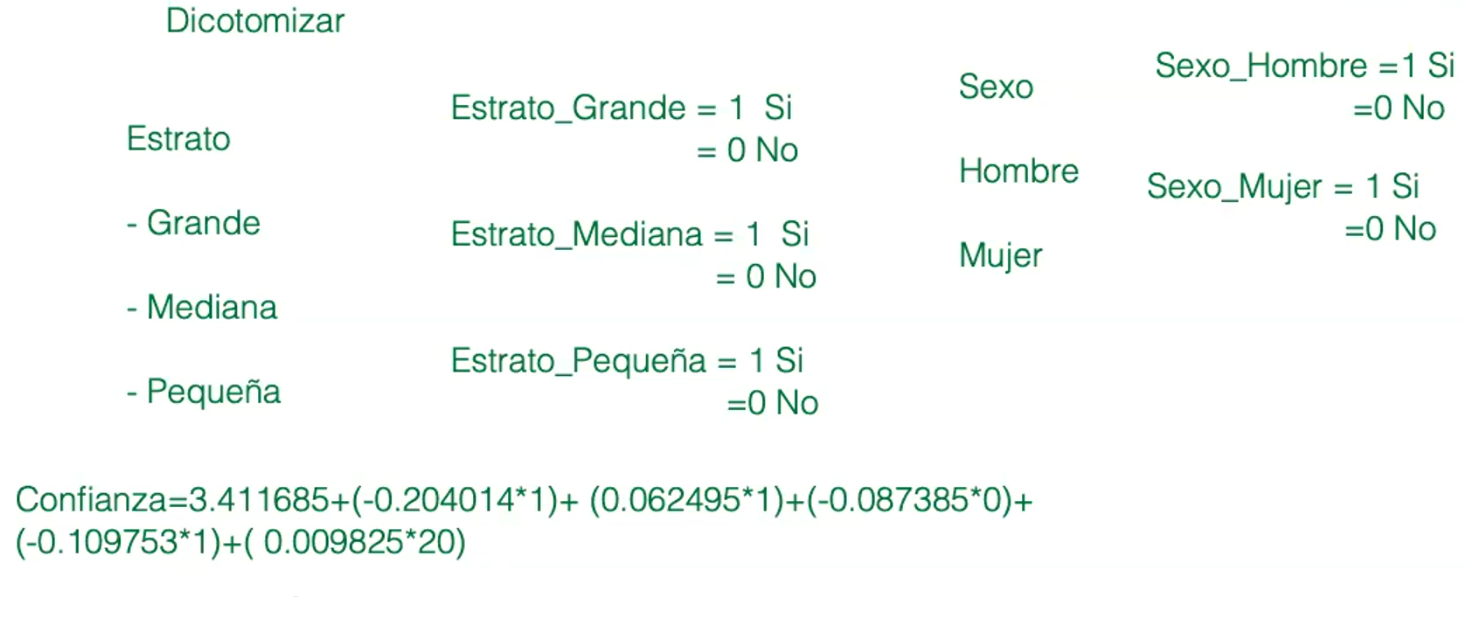 Dicotomizar
Estrato
- Grande
- Mediana
- Pequeña
Estrato_Grande = 1 Si
= 0 No
Estrato_Mediana = 1 Si
= 0 No
Estrato_Pequeña = 1 Si
=0 No
Sexo
Hombre
Mujer
Sexo_Hombre =1 Si
=0 No
Sexo_Mujer = 1 Si
=0 No
Confianza=3.411685+(-0.204014*1)+ (0.062495*1)+(-0.087385*0)+
(-0.109753*1)+( 0.009825*20)